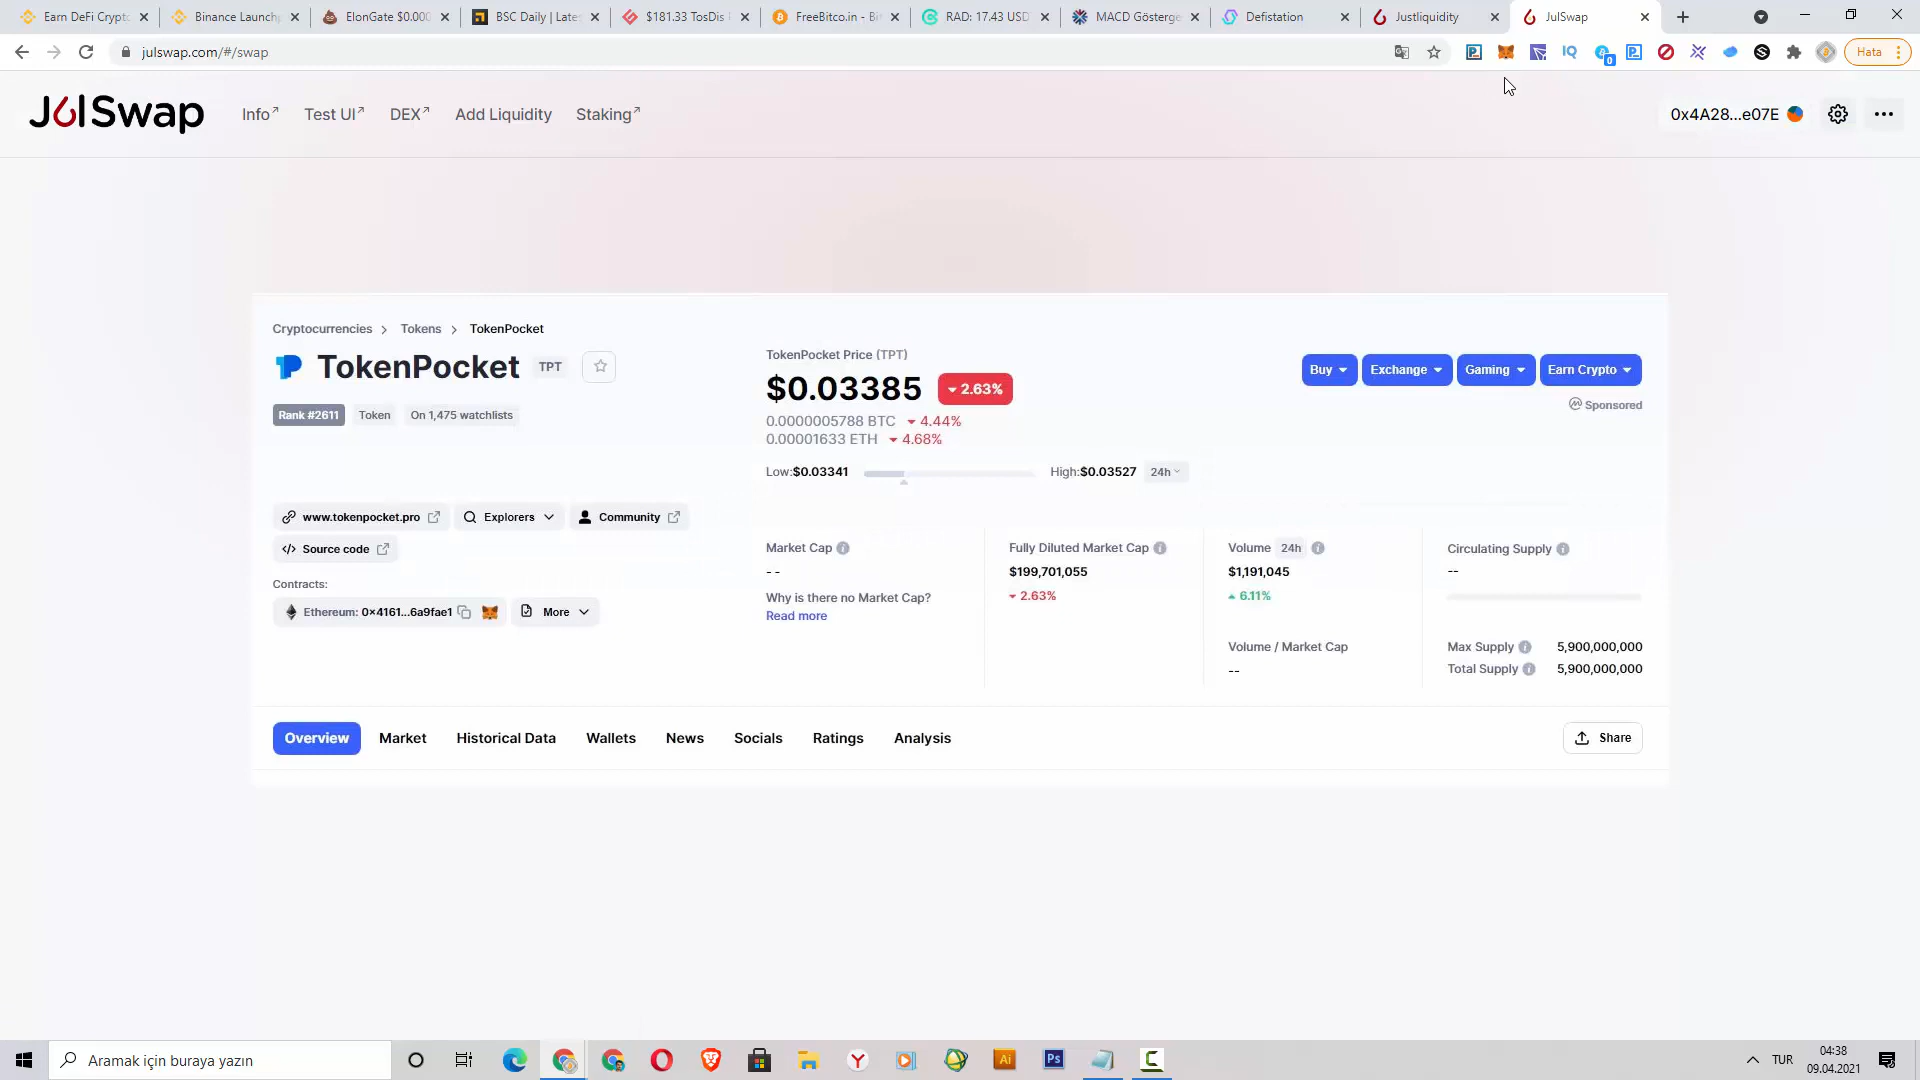 Earn DeFi Crypto
Binance Launch
ElonGate $0.000
BSC Daily | Late
$181.33 TosDis
FreeBitco.in - Bi
RAD: 17.43 USD
MACD Gösterge
Defistation
Justliquidity
JulSwap
julswap.com/#/swap
IQ
0
Hata
JulSwap
Info
Test UI
DEX
Add Liquidity
Staking
0x4A28...e07E
Cryptocurrencies
Tokens
TokenPocket
TokenPocket
TPT
Rank #2611
Token
On 1,475 watchlists
TokenPocket Price (TPT)
$0.03385
2.63%
0.0000005788 BTC
4.44%
0.00001633 ETH
4.68%
Low:$0.03341
High:$0.03527
24h
Buy
Exchange
Gaming
Earn Crypto
Sponsored
www.tokenpocket.pro
Explorers
Community
Source code
Contracts:
Ethereum: 0x4161...6a9fae1
More
Market Cap
--
Why is there no Market Cap?
Read more
Fully Diluted Market Cap
$199,701,055
2.63%
Volume 24h
$1,191,045
6.11%
Volume / Market Cap
--
Circulating Supply
--
Max Supply 5,900,000,000
Total Supply 5,900,000,000
Overview
Market
Historical Data
Wallets
News
Socials
Ratings
Analysis
Share
Aramak için buraya yazın
Ai
Ps
TUR
04:38
09.04.2021